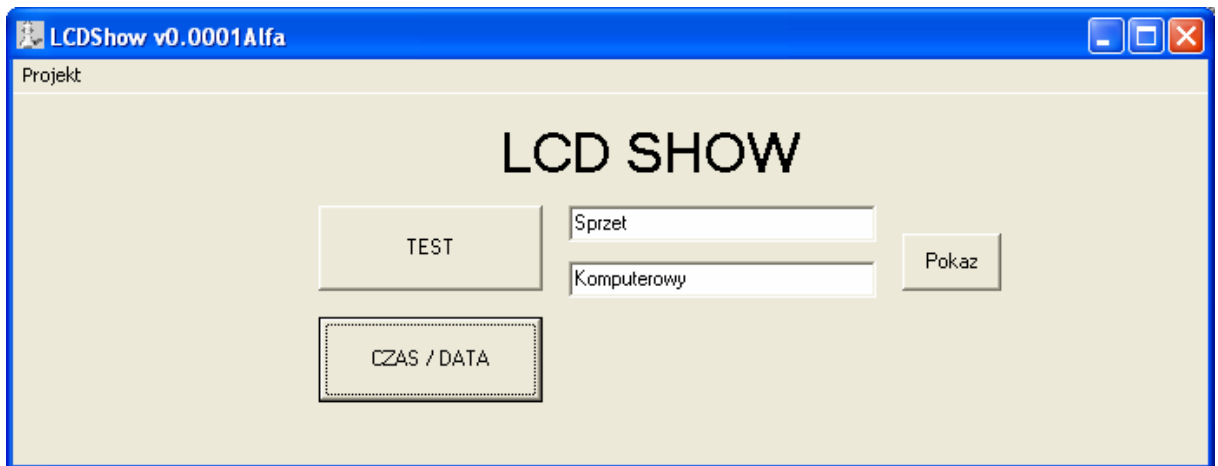 LCDShow v0.0001Alfa
Projekt
LCD SHOW
TEST
Sprzet
Komputerowy
Pokaz
CZAS / DATA